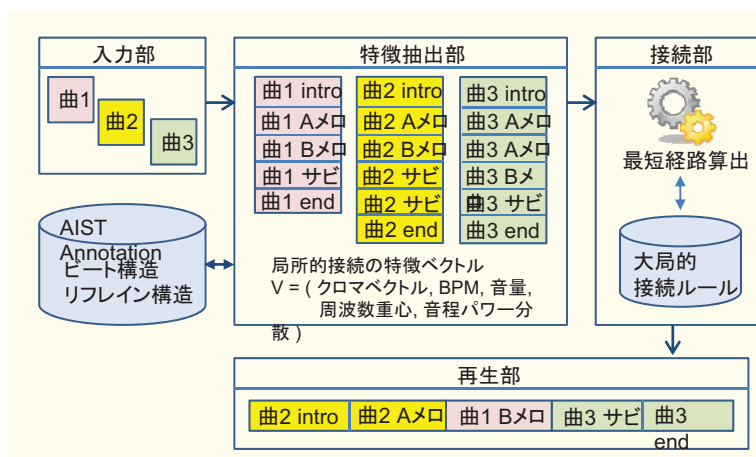 入力部
曲1
曲2
曲3
AIST
Annotation
ビート構造
リフレイン構造
特徴抽出部
曲1 intro
曲1 Aメロ
曲1 Bメロ
曲1 サビ
曲1 end
曲2 intro
曲2 Aメロ
曲2 Bメロ
曲2 サビ
曲2 サビ
曲2 end
曲3 intro
曲3 Aメロ
曲3 Aメロ
曲3 Bメ
曲3 サビ
曲3 end
局所的接続の特徴ベクトル
V = ( クロマベクトル, BPM, 音量,
周波数重心, 音程パワー分
散 )
接続部
最短経路算出
大局的
接続ルール
再生部
曲2 intro
曲2 Aメロ
曲1 Bメロ
曲3 サビ
曲3
end